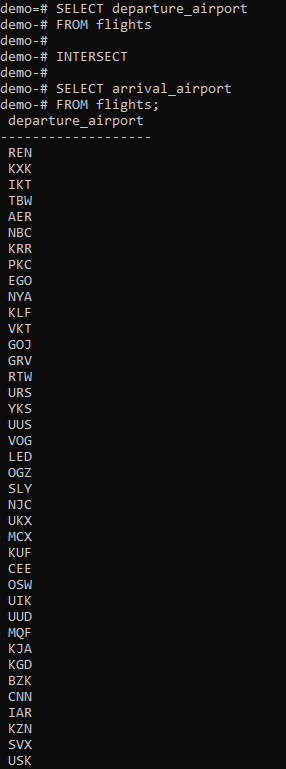 demo=# SELECT departure_airport
demo-# FROM flights
demo-#
demo-# INTERSECT
demo-#
demo-# SELECT arrival_airport
demo-# FROM flights;
departure_airport
-------------------
REN
KXK
IKT
TBW
AER
NBC
KRR
PKC
EGO
NYA
KLF
VKT
GOJ
GRV
RTW
URS
YKS
UUS
VOG
LED
OGZ
SLY
NJC
UKX
MCX
KUF
CEE
OSW
UIK
UUD
MQF
KJA
KGD
BZK
CNN
IAR
KZN
SVX
USK